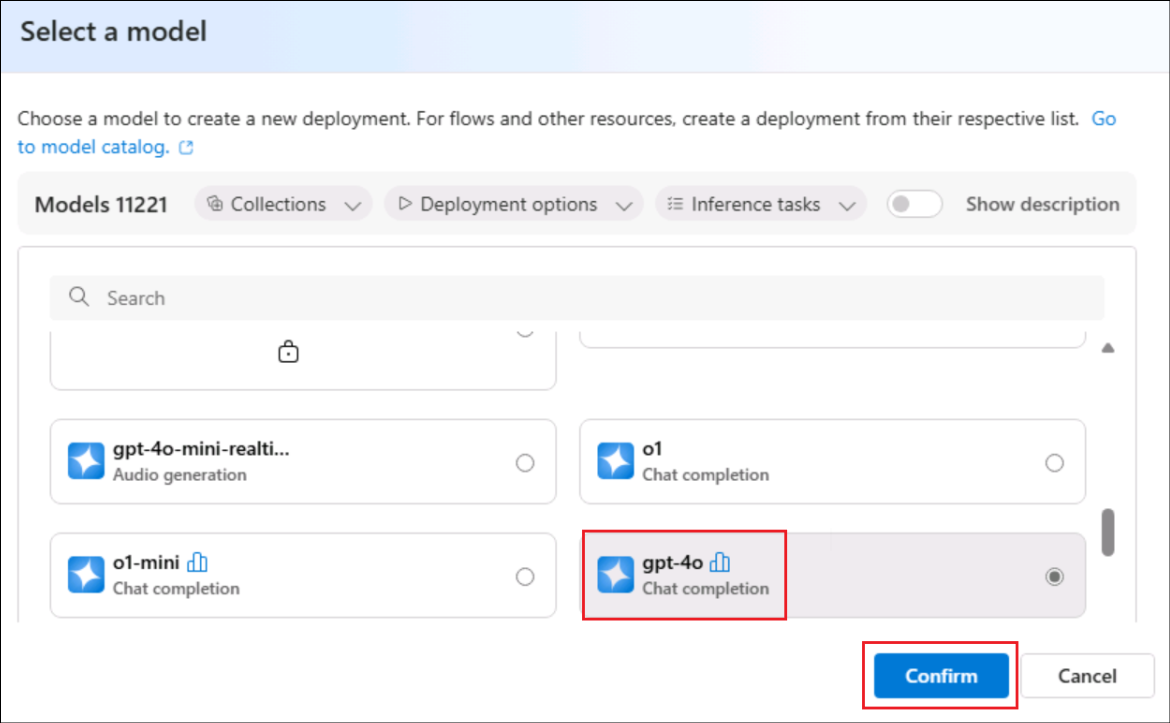 Select a model
Choose a model to create a new deployment. For flows and other resources, create a deployment from their respective list. Go
to model catalog.
Models 11221 Collections Deployment options Inference tasks Show description
Search
gpt-4o-mini-realti...
Audio generation
o1
Chat completion
o1-mini
Chat completion
gpt-4o
Chat completion
Confirm Cancel